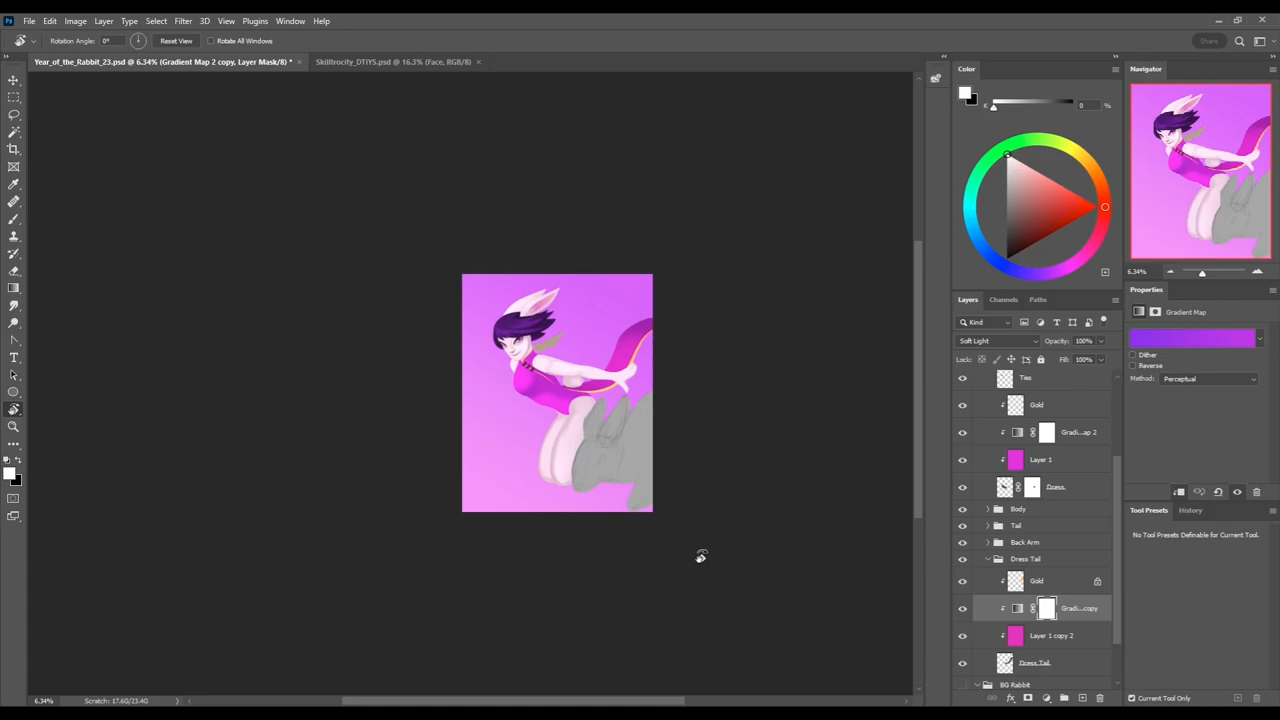 Ps File Edit Image Layer Type Select Filter 3D View Plugins Window Help
Rotation Angle: 0° Reset View Rotate All Windows Share
Year_of_the_Rabbit_23.psd @ 6.34% (Gradient Map 2 copy, Layer Mask/8) * Skilltrocity_DTIYS.psd @ 16.3% (Face, RGB/8)
Color
K 0 %
Navigator
6.34%
Properties
Gradient Map
Dither
Reverse
Method: Perceptual
Layers Channels Paths
Kind
Soft Light Opacity: 100%
Lock: Fill: 100%
Ties
Gold
Gradi...ap 2
Layer 1
Dress
Body
Tail
Back Arm
Dress Tail
Gold
Gradi...copy
Layer 1 copy 2
Dress Tail
BG Rabbit
Tool Presets History
No Tool Presets Definable for Current Tool.
Current Tool Only
6.34% Scratch: 17.6G/23.4G